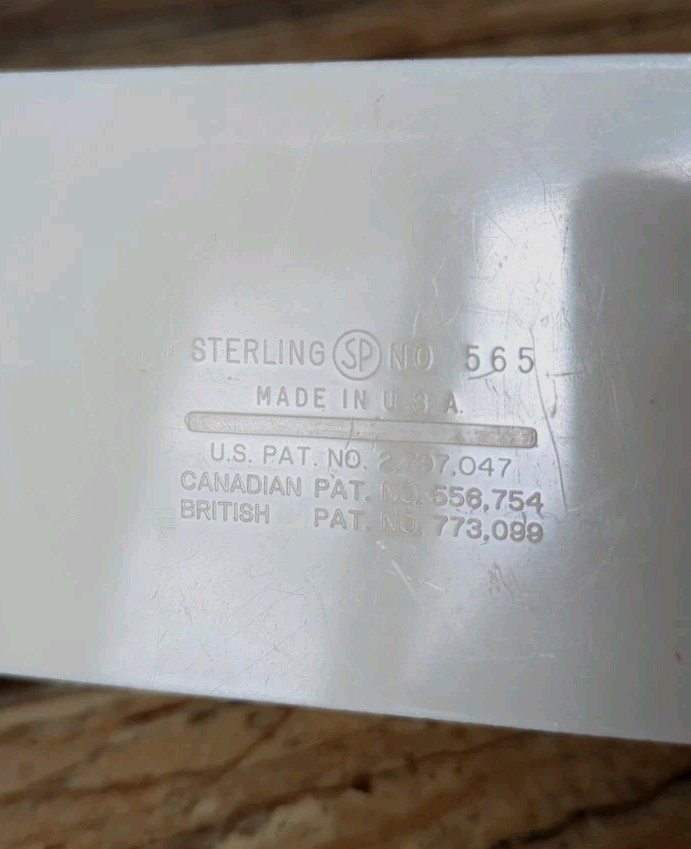 STERLING SP NO. 565
MADE IN U.S.A.
U.S. PAT. NO. 2,797,047
CANADIAN PAT. NO. 556,754
BRITISH PAT. NO. 773,099